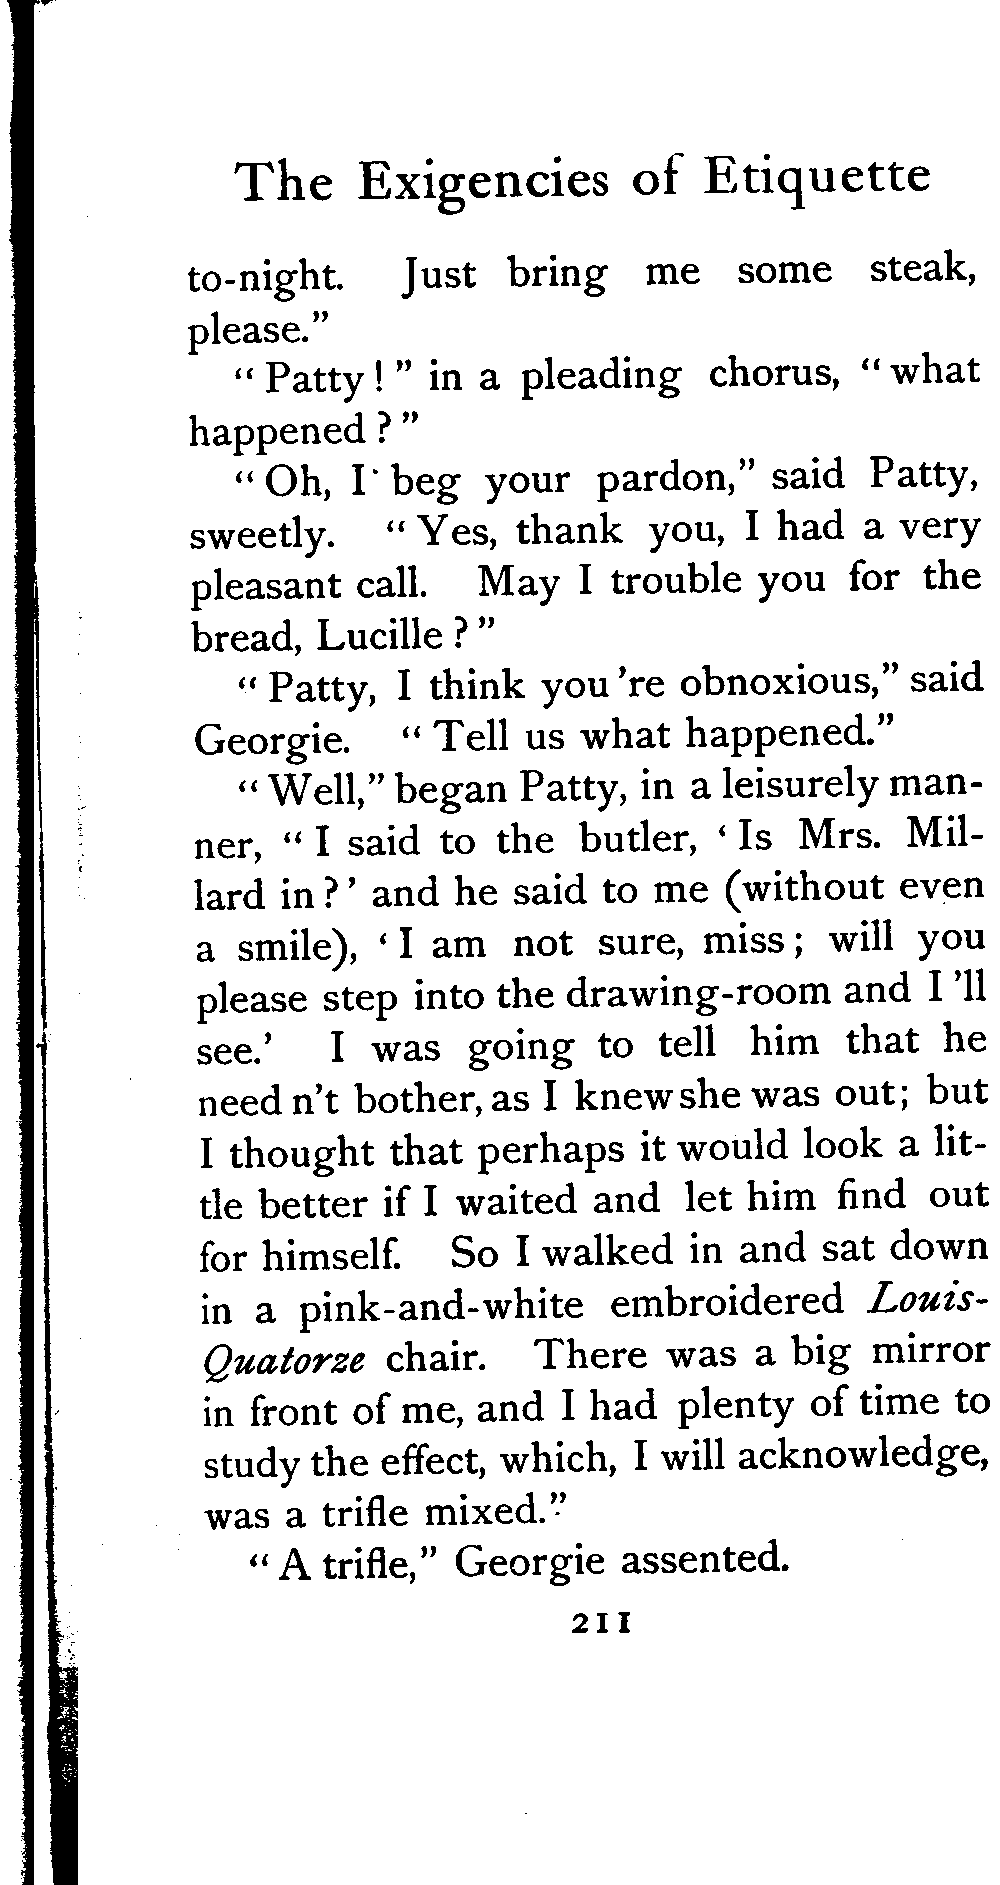 The Exigencies of Etiquette
to-night. Just bring me some steak,
please.”
“ Patty ! ” in a pleading chorus, “ what
happened ? ”
“ Oh, I beg your pardon,” said Patty,
sweetly. “ Yes, thank you, I had a very
pleasant call. May I trouble you for the
bread, Lucille ? ”
“ Patty, I think you 're obnoxious,” said
Georgie. “ Tell us what happened.”
“ Well,” began Patty, in a leisurely man-
ner, “ I said to the butler, ‘ Is Mrs. Mil-
lard in ? ’ and he said to me (without even
a smile), ‘ I am not sure, miss ; will you
please step into the drawing-room and I 'll
see.’ I was going to tell him that he
need n't bother, as I knew she was out ; but
I thought that perhaps it would look a lit-
tle better if I waited and let him find out
for himself. So I walked in and sat down
in a pink-and-white embroidered Louis-
Quatorze chair. There was a big mirror
in front of me, and I had plenty of time to
study the effect, which, I will acknowledge,
was a trifle mixed.”
“ A trifle,” Georgie assented.
211